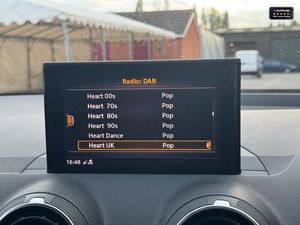 Radio: DAB
Heart 00s Pop
Heart 70s Pop
Heart 80s Pop
Heart 90s Pop
Heart Dance Pop
Heart UK Pop
16:48